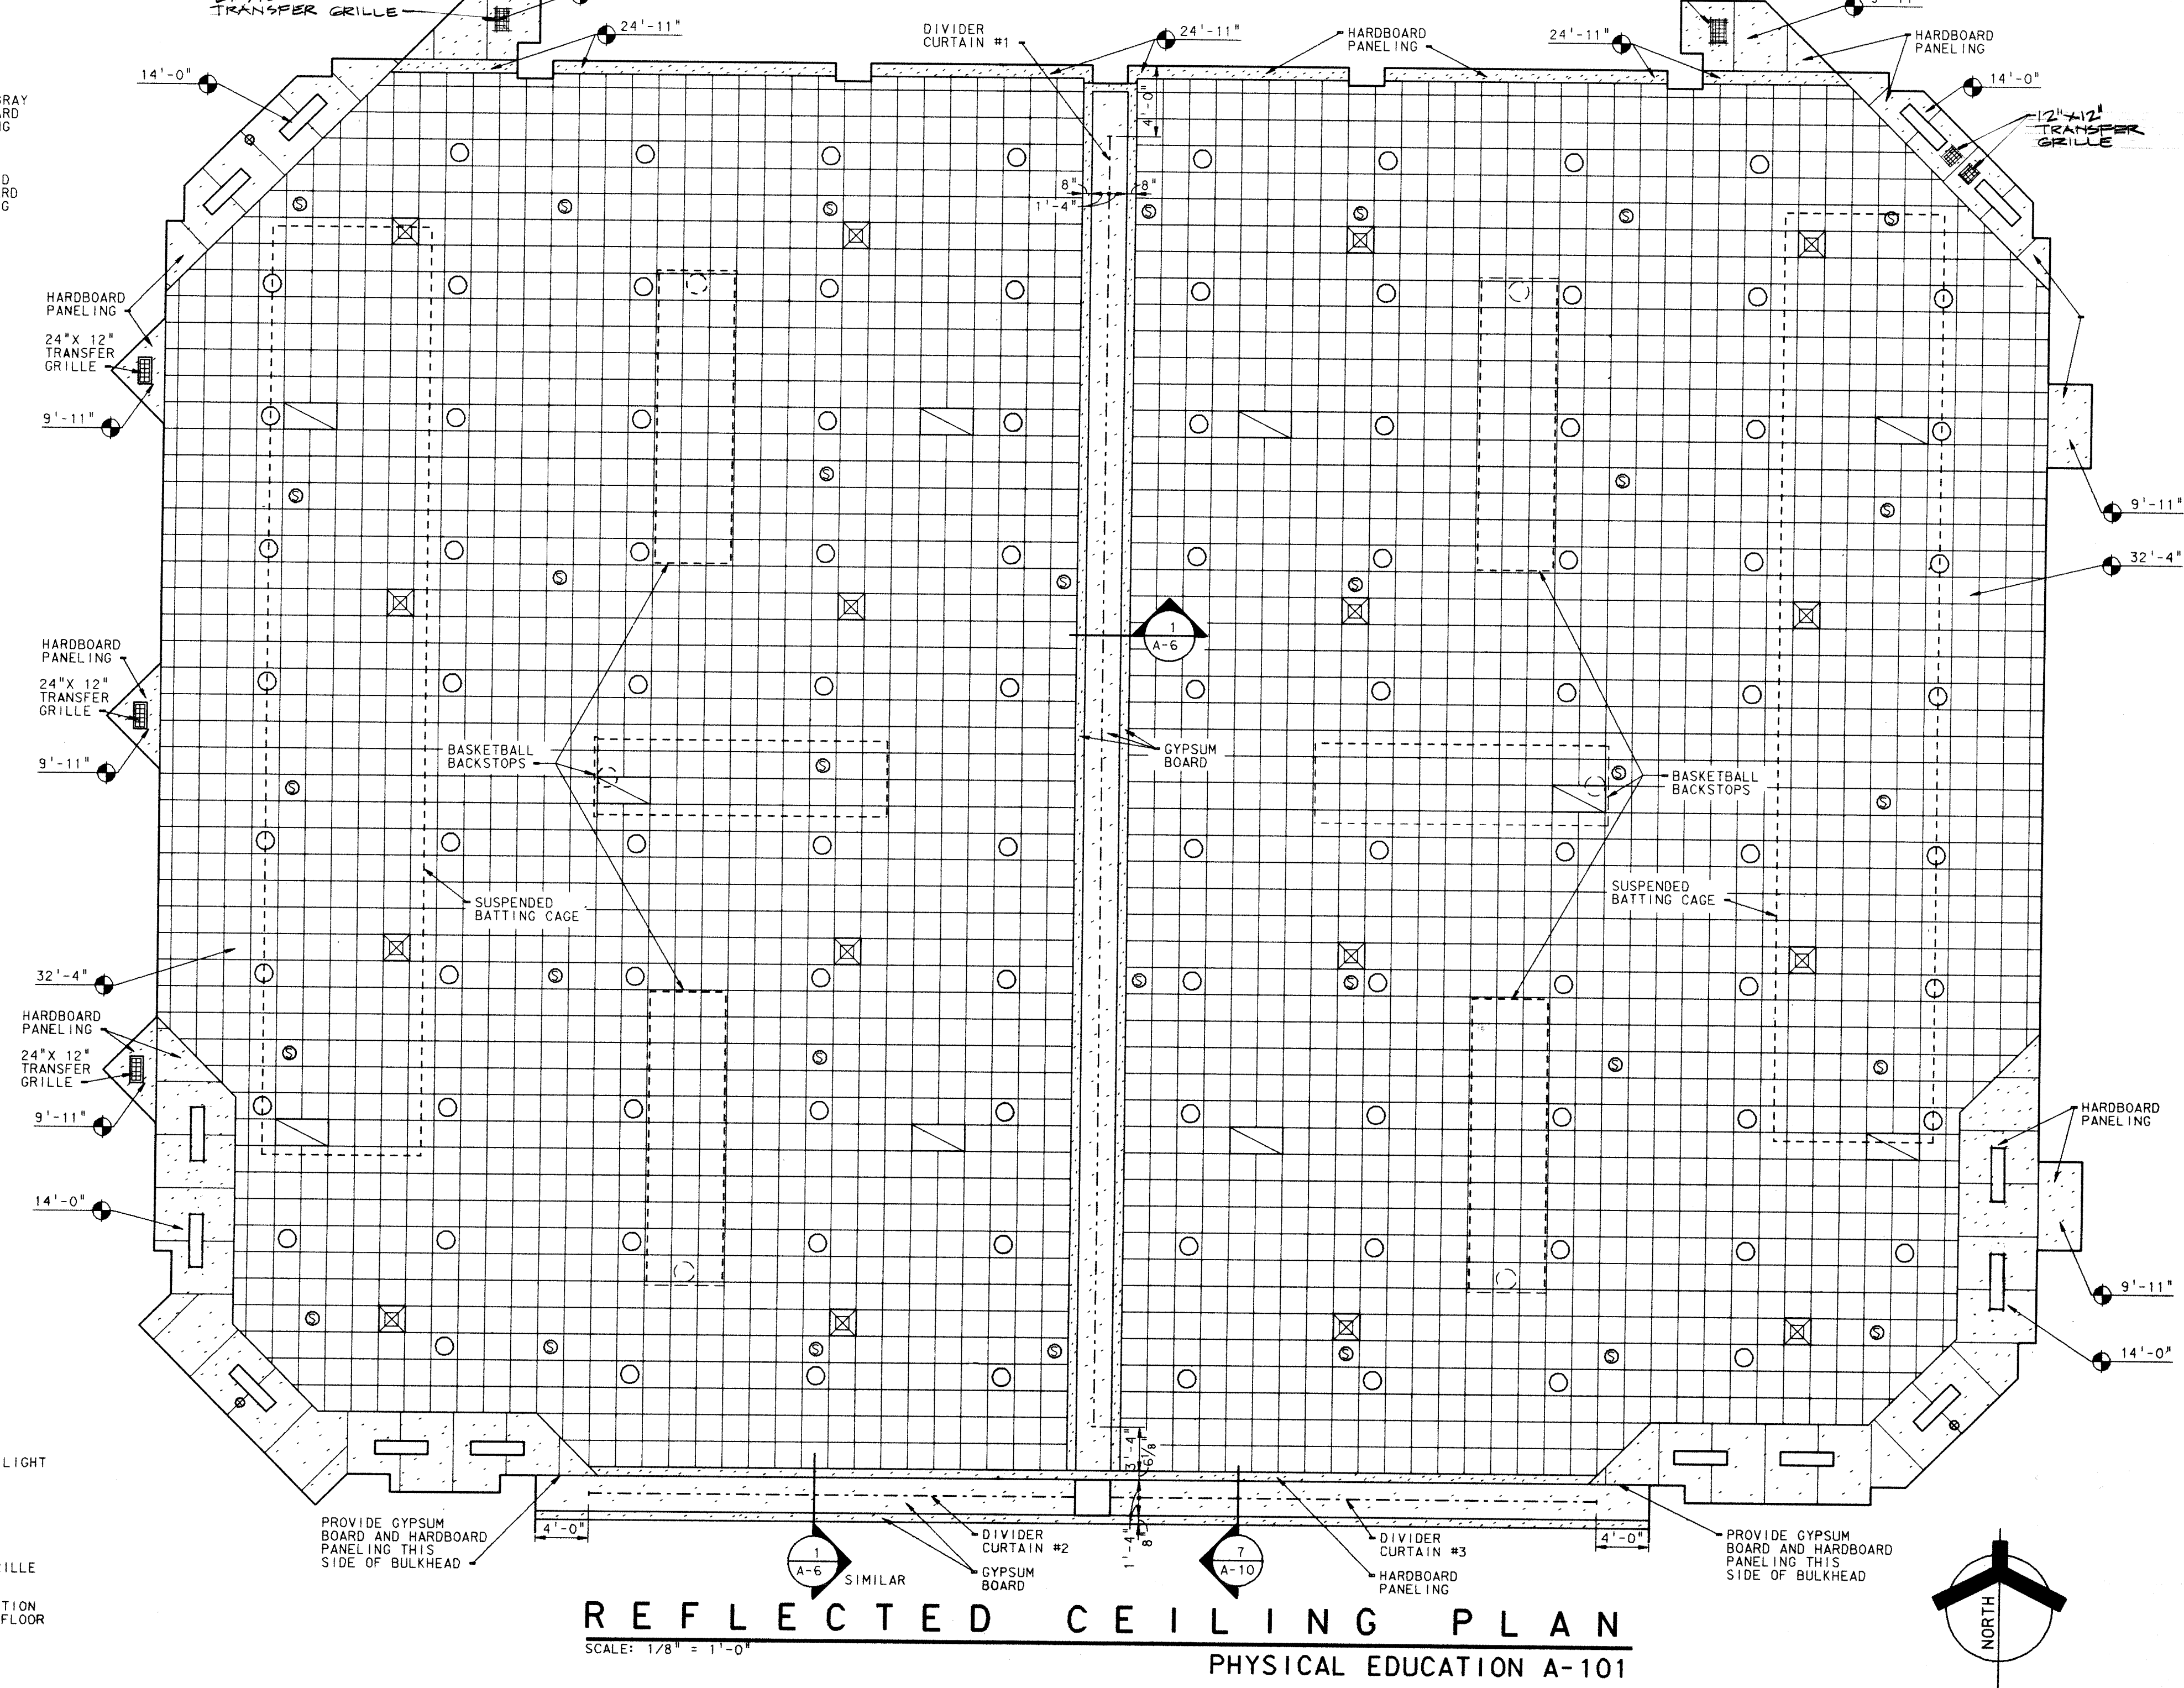 TRANSFER GRILLE
24'-11"
DIVIDER
CURTAIN #1
24'-11"
HARDBOARD
PANELING
24'-11"
HARDBOARD
PANELING
14'-0"
14'-0"
12"X12"
TRANSFER
GRILLE
4'-0"
8"
8"
1'-4"
S
S
S
S
S
S
S
HARDBOARD
PANELING
24"X 12"
TRANSFER
GRILLE
9'-11"
S
S
S
S
9'-11"
32'-4"
S
S
S
1
A-6
HARDBOARD
PANELING
24"X 12"
TRANSFER
GRILLE
9'-11"
BASKETBALL
BACKSTOPS
GYPSUM
BOARD
BASKETBALL
BACKSTOPS
S
S
S
S
SUSPENDED
BATTING CAGE
SUSPENDED
BATTING CAGE
32'-4"
S
S
S
HARDBOARD
PANELING
24"X 12"
TRANSFER
GRILLE
9'-11"
S
S
S
S
HARDBOARD
PANELING
14'-0"
9'-11"
14'-0"
S
S
S
S
S
S
S
S
3'-4"
6 1/8"
LIGHT
PROVIDE GYPSUM
BOARD AND HARDBOARD
PANELING THIS
SIDE OF BULKHEAD
4'-0"
1
A-6
SIMILAR
DIVIDER
CURTAIN #2
GYPSUM
BOARD
1'-4"
8"
7
A-10
DIVIDER
CURTAIN #3
HARDBOARD
PANELING
4'-0"
PROVIDE GYPSUM
BOARD AND HARDBOARD
PANELING THIS
SIDE OF BULKHEAD
FLOOR
REFLECTED CEILING PLAN
SCALE: 1/8" = 1'-0"
PHYSICAL EDUCATION A-101
NORTH